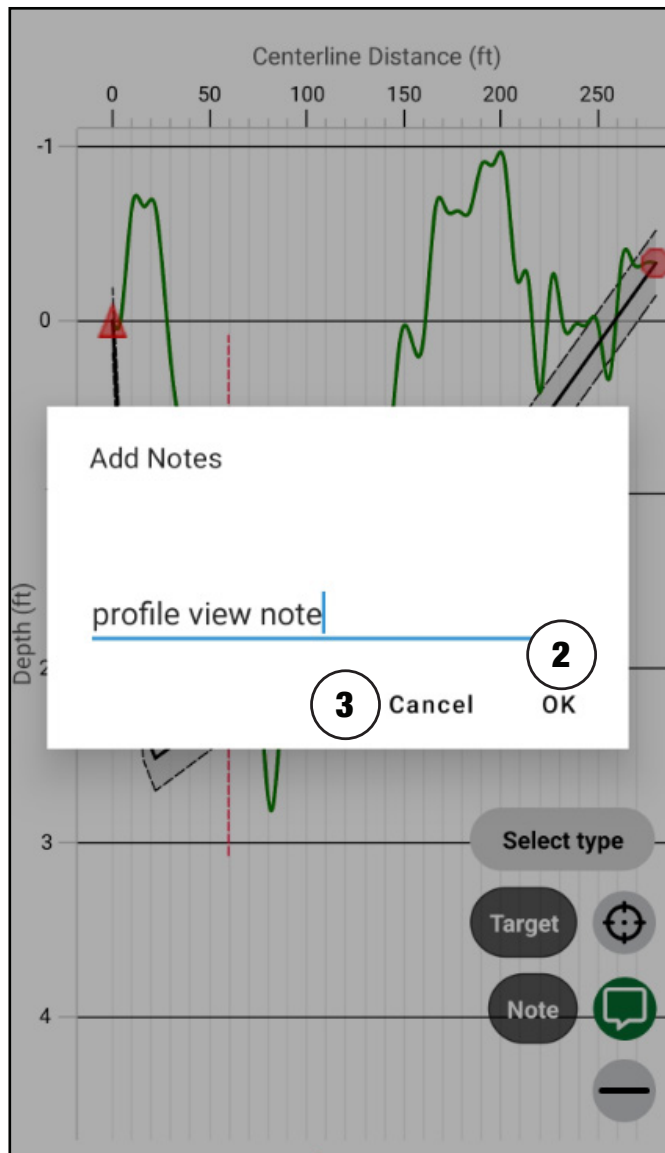 Centerline Distance (ft)
0 50 100 150 200 250
-1
0
Add Notes
profile view note
Depth (ft)
2
2
3 Cancel OK
3
Select type
Target
Note
4